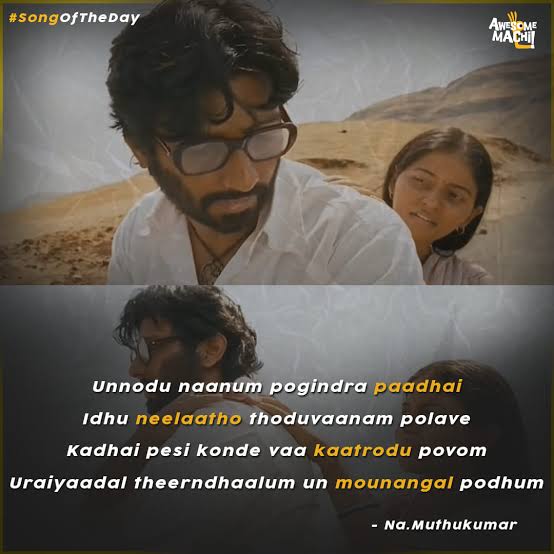 #SongOfTheDay
AWESOME
MACHI
Unnodu naanum pogindra paadhai
Idhu neelaatho thoduvaanam polave
Kadhai pesi konde vaa kaatrodu povom
Uraiyaadal theerndhaalum un mounangal podhum
- Na.Muthukumar